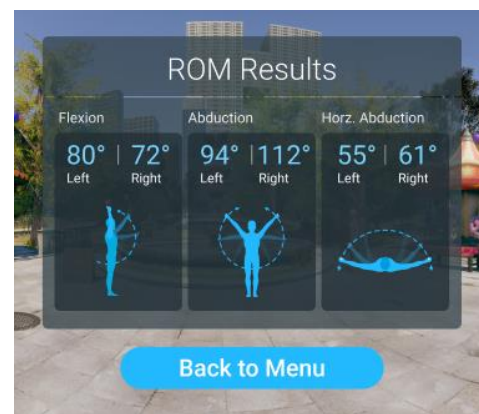 ROM Results
Flexion
80° | 72°
Left Right
Abduction
94° | 112°
Left Right
Horz. Abduction
55° | 61°
Left Right
Back to Menu